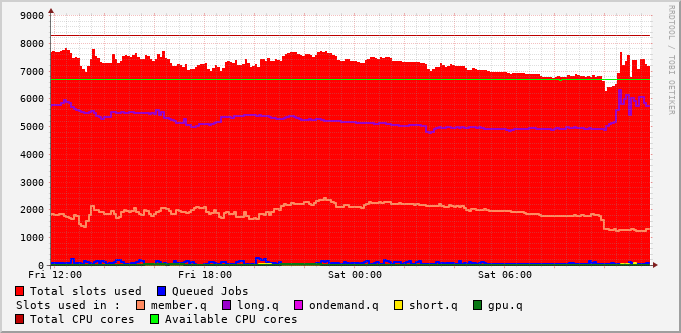 9000
8000
7000
6000
5000
4000
3000
2000
1000
0
Fri 12:00 Fri 18:00 Sat 00:00 Sat 06:00
Total slots used Queued Jobs
Slots used in : member.q long.q ondemand.q short.q gpu.q
Total CPU cores Available CPU cores
RRDTOOL / TOBI OETIKER